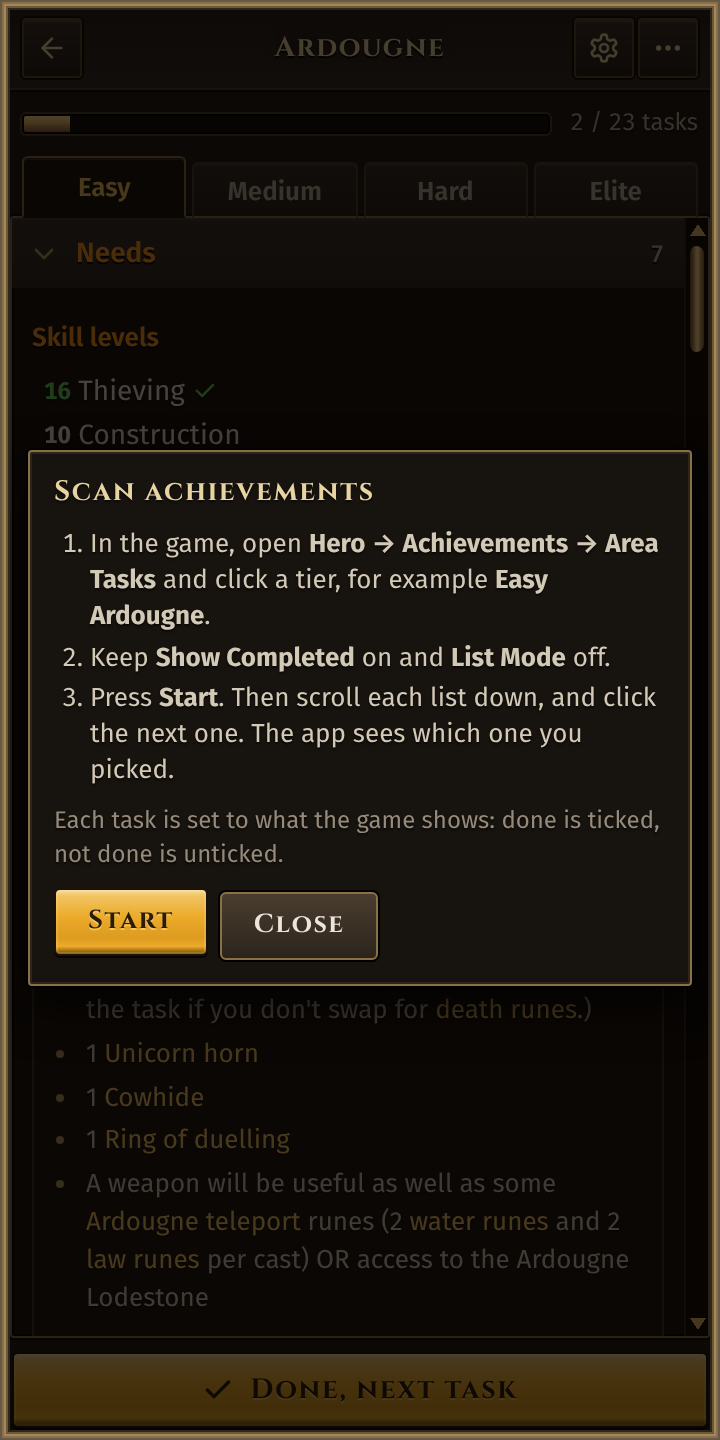 Ardougne
2 / 23 tasks
Easy
Medium
Hard
Elite
Needs
7
Skill levels
16 Thieving ✓
10 Construction
Scan achievements
1. In the game, open Hero → Achievements → Area
Tasks and click a tier, for example Easy
Ardougne.
2. Keep Show Completed on and List Mode off.
3. Press Start. Then scroll each list down, and click
the next one. The app sees which one you
picked.
Each task is set to what the game shows: done is ticked,
not done is unticked.
Start
Close
the task if you don't swap for death runes.)
• 1 Unicorn horn
• 1 Cowhide
• 1 Ring of duelling
• A weapon will be useful as well as some
Ardougne teleport runes (2 water runes and 2
law runes per cast) OR access to the Ardougne
Lodestone
✓ Done, next task